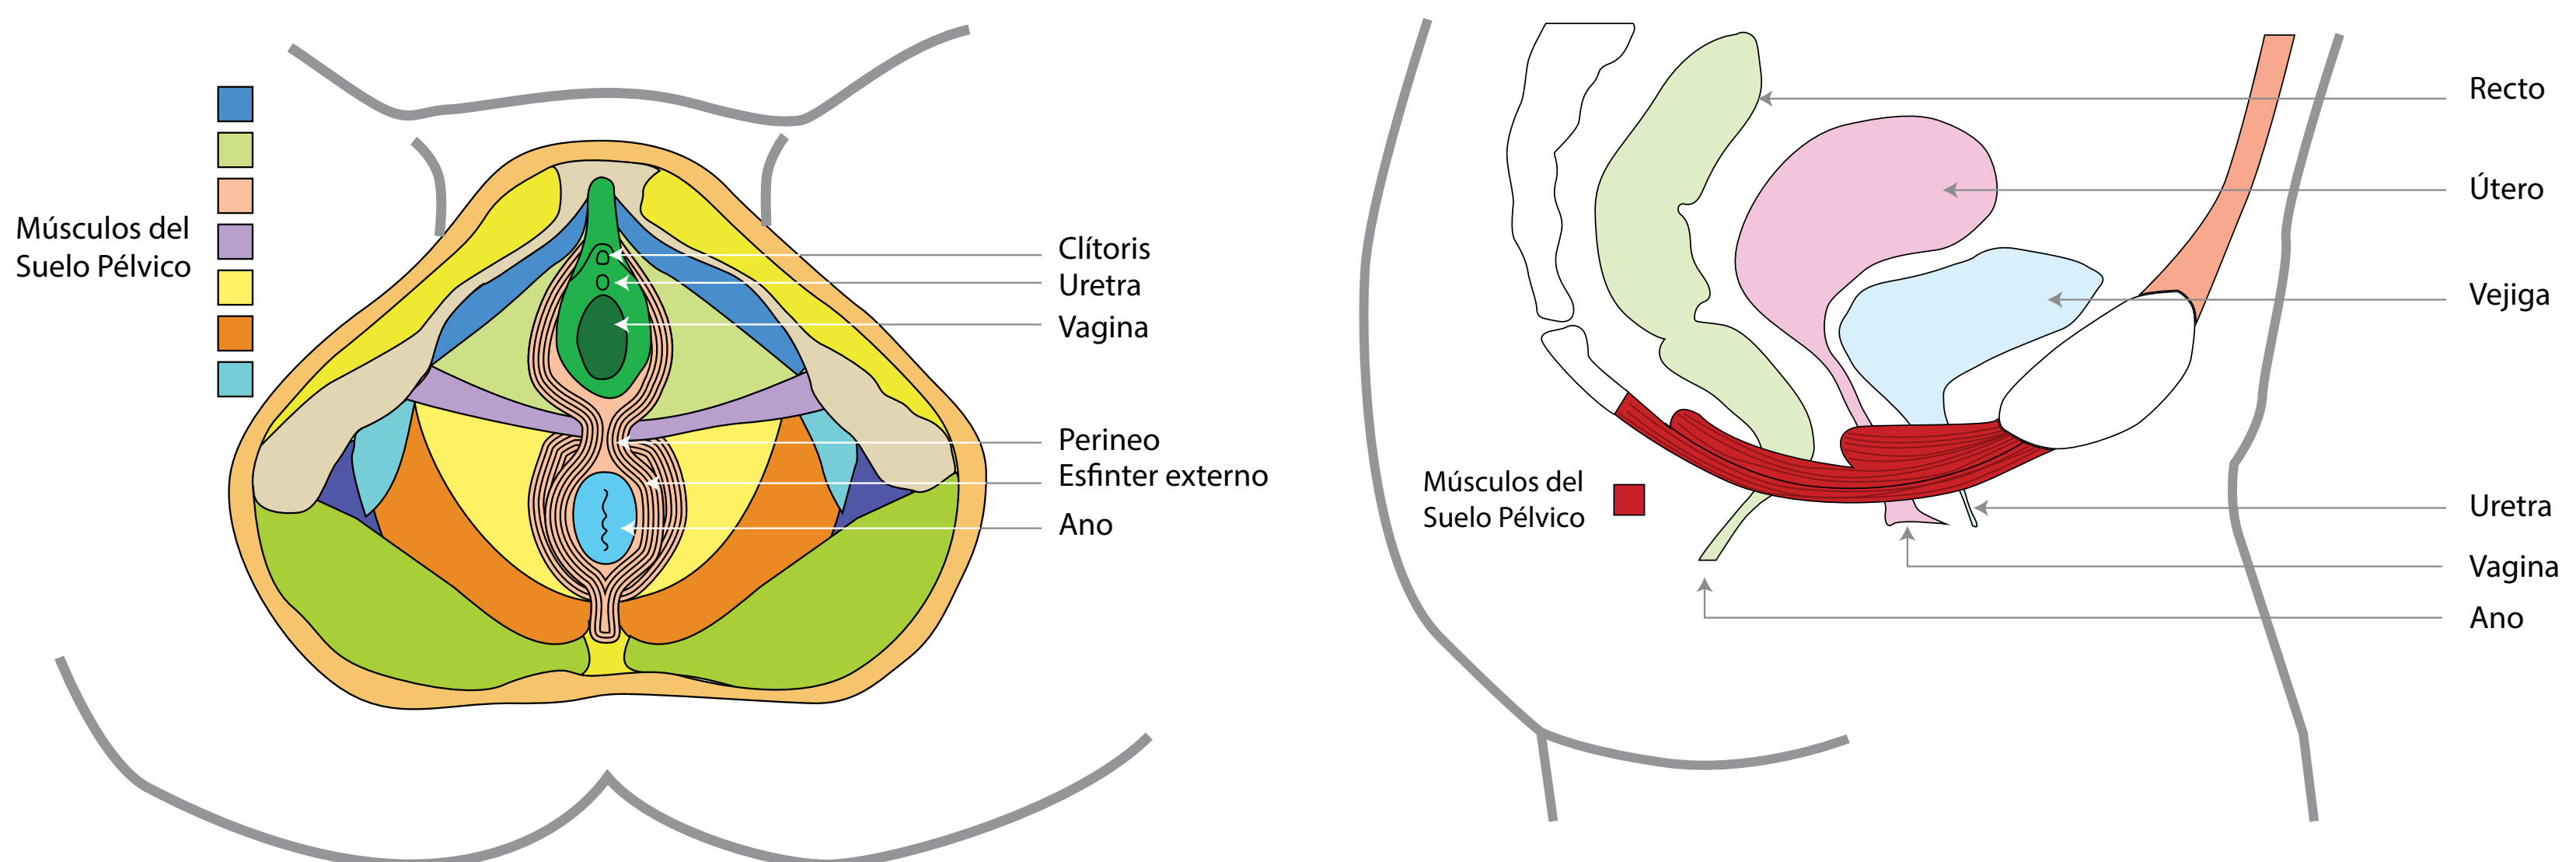 Músculos del
Suelo Pélvico
Clítoris
Uretra
Vagina
Perineo
Esfinter externo
Ano
Recto
Útero
Vejiga
Músculos del
Suelo Pélvico
Uretra
Vagina
Ano